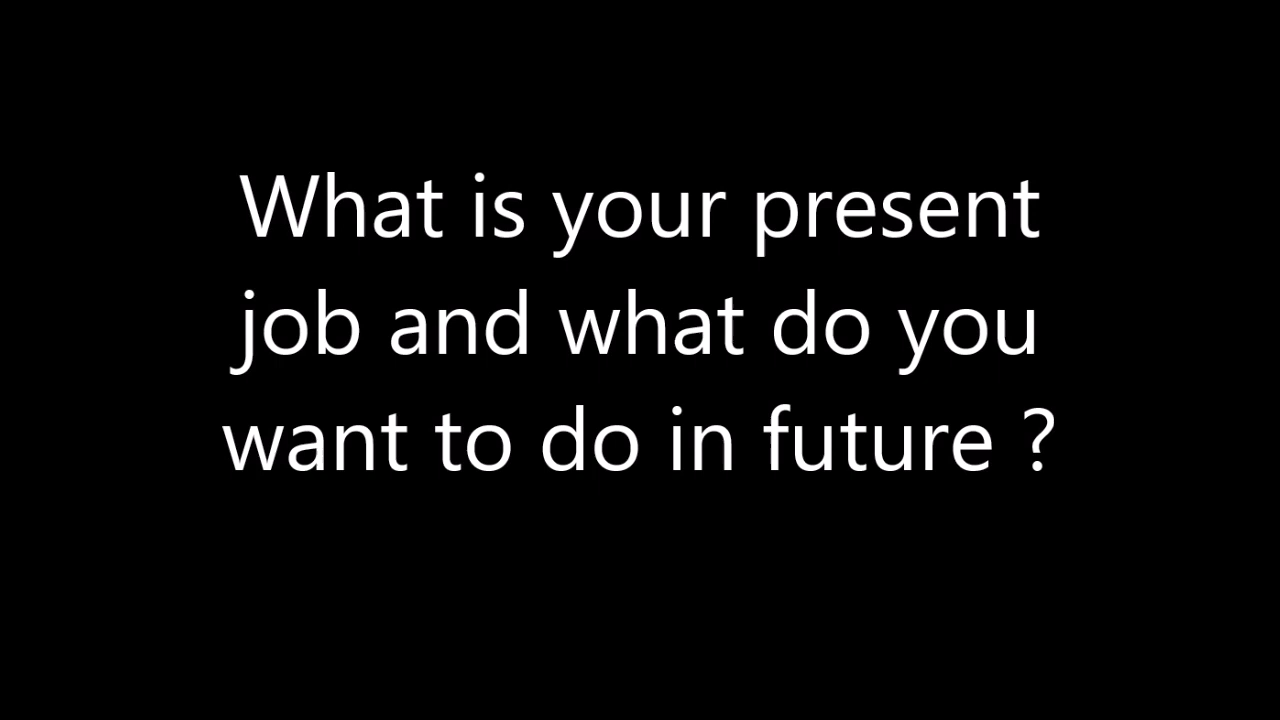 What is your present
job and what do you
want to do in future ?